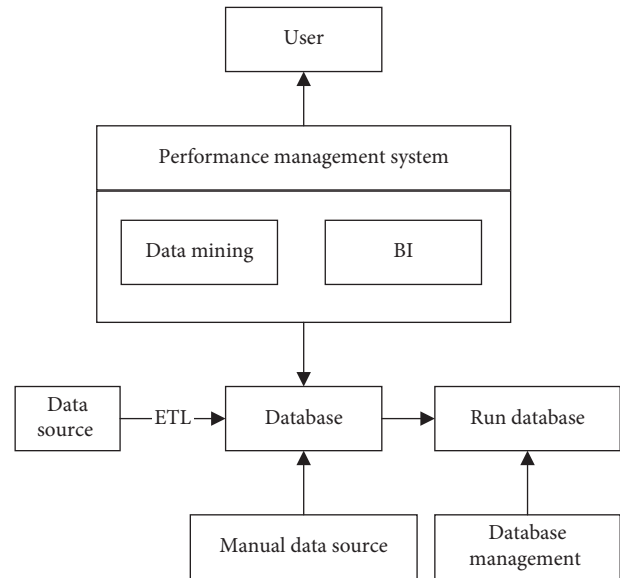 User
Performance management system
Data mining
BI
Data
source
ETL
Database
Run database
Manual data source
Database
management